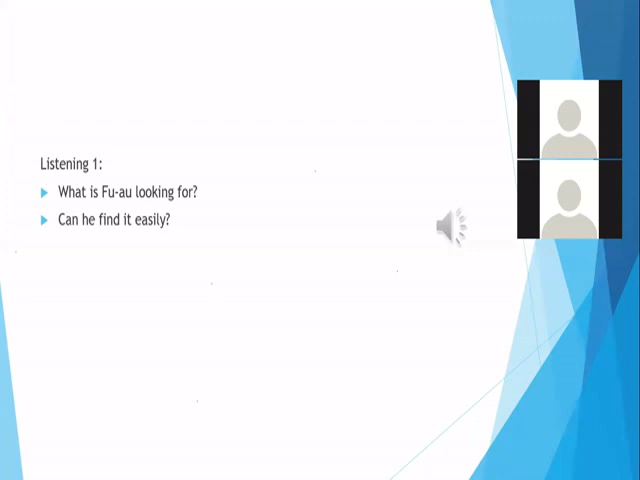 Listening 1:
What is Fu-au looking for?
Can he find it easily?